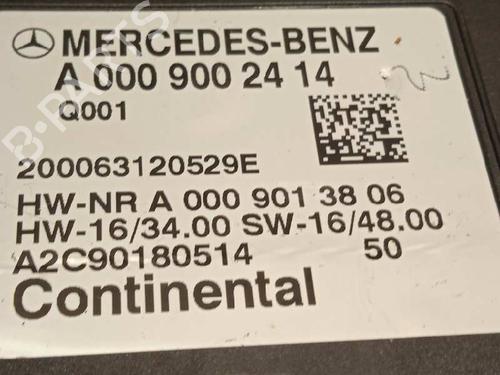 MERCEDES-BENZ
A 000 900 24 14
Q001
200063120529E
HW-NR A 000 901 38 06
HW-16/34.00 SW-16/48.00
A2C90180514 50
Continental
B-PARTS